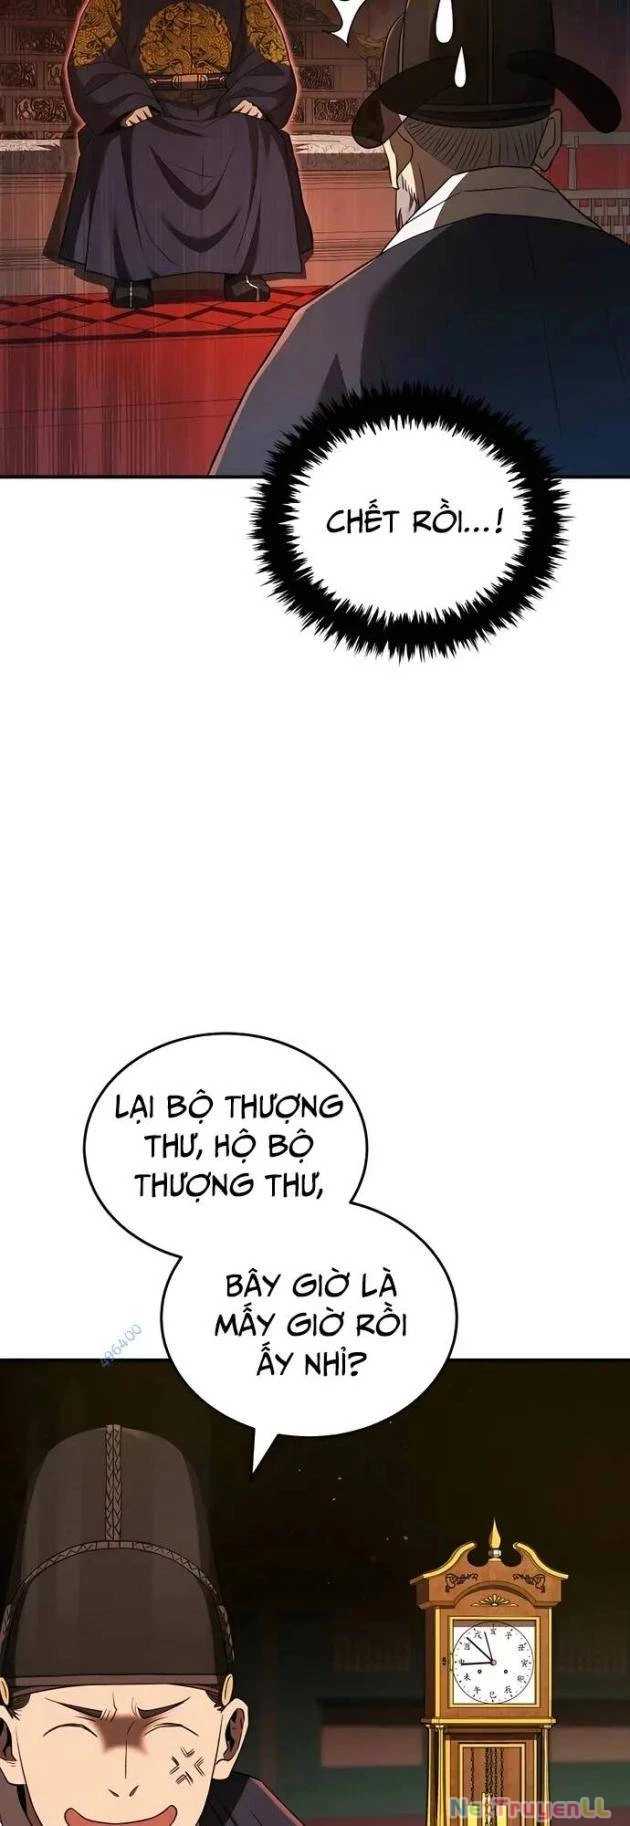 CHẾT RỒI...!
LẠI BỘ THƯỢNG
THƯ, HỘ BỘ
THƯỢNG THƯ,
BÂY GIỜ LÀ
MẤY GIỜ RỒI
ẤY NHỈ?
496400
NetTruyenLL